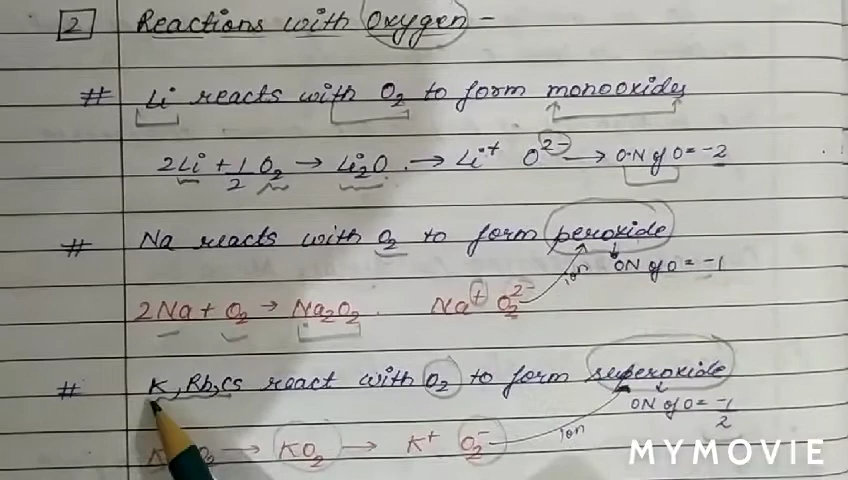 2 Reactions with Oxygen -
# Li reacts with O₂ to form monooxides
2Li + 1/2 O₂ → Li₂O → Li⁺ O²⁻ → O·N of O = -2
# Na reacts with O₂ to form peroxide
ion ON of O = -1
2Na + O₂ → Na₂O₂ Na⁺ O₂²⁻
# K, Rb, Cs react with O₂ to form superoxide
ON of O = -1/2
K O₂ → KO₂ → K⁺ O₂⁻ ion
MYMOVIE